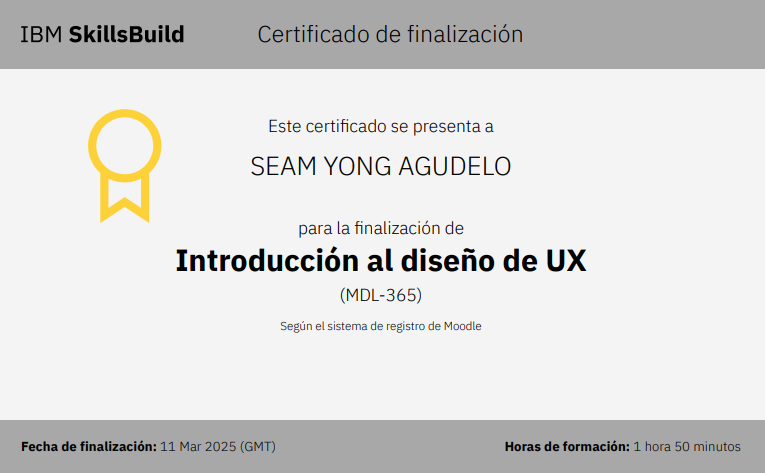 IBM SkillsBuild
Certificado de finalización
Este certificado se presenta a
SEAM YONG AGUDELO
para la finalización de
Introducción al diseño de UX
(MDL-365)
Según el sistema de registro de Moodle
Fecha de finalización: 11 Mar 2025 (GMT)
Horas de formación: 1 hora 50 minutos